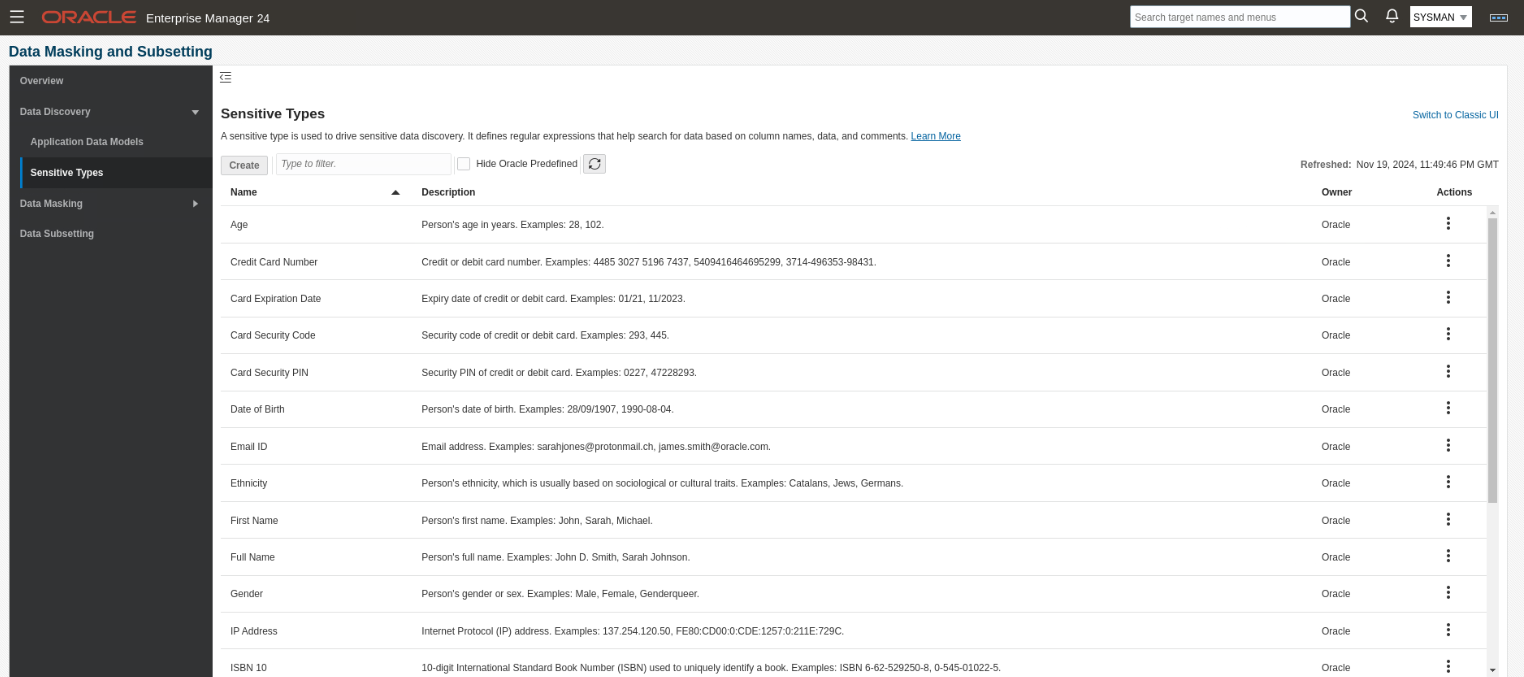 ORACLE Enterprise Manager 24
Search target names and menus
SYSMAN
Data Masking and Subsetting
Overview
Data Discovery
Application Data Models
Sensitive Types
Data Masking
Data Subsetting
Sensitive Types
Switch to Classic UI
A sensitive type is used to drive sensitive data discovery. It defines regular expressions that help search for data based on column names, data, and comments. Learn More
Create Type to filter. Hide Oracle Predefined Refreshed: Nov 19, 2024, 11:49:46 PM GMT
Name Description Owner Actions
Age Person's age in years. Examples: 28, 102. Oracle
Credit Card Number Credit or debit card number. Examples: 4485 3027 5196 7437, 5409416464695299, 3714-496353-98431. Oracle
Card Expiration Date Expiry date of credit or debit card. Examples: 01/21, 11/2023. Oracle
Card Security Code Security code of credit or debit card. Examples: 293, 445. Oracle
Card Security PIN Security PIN of credit or debit card. Examples: 0227, 47228293. Oracle
Date of Birth Person's date of birth. Examples: 28/09/1907, 1990-08-04. Oracle
Email ID Email address. Examples: sarahjones@protonmail.ch, james.smith@oracle.com. Oracle
Ethnicity Person's ethnicity, which is usually based on sociological or cultural traits. Examples: Catalans, Jews, Germans. Oracle
First Name Person's first name. Examples: John, Sarah, Michael. Oracle
Full Name Person's full name. Examples: John D. Smith, Sarah Johnson. Oracle
Gender Person's gender or sex. Examples: Male, Female, Genderqueer. Oracle
IP Address Internet Protocol (IP) address. Examples: 137.254.120.50, FE80:CD00:0:CDE:1257:0:211E:729C. Oracle
ISBN 10 10-digit International Standard Book Number (ISBN) used to uniquely identify a book. Examples: ISBN 6-62-529250-8, 0-545-01022-5. Oracle